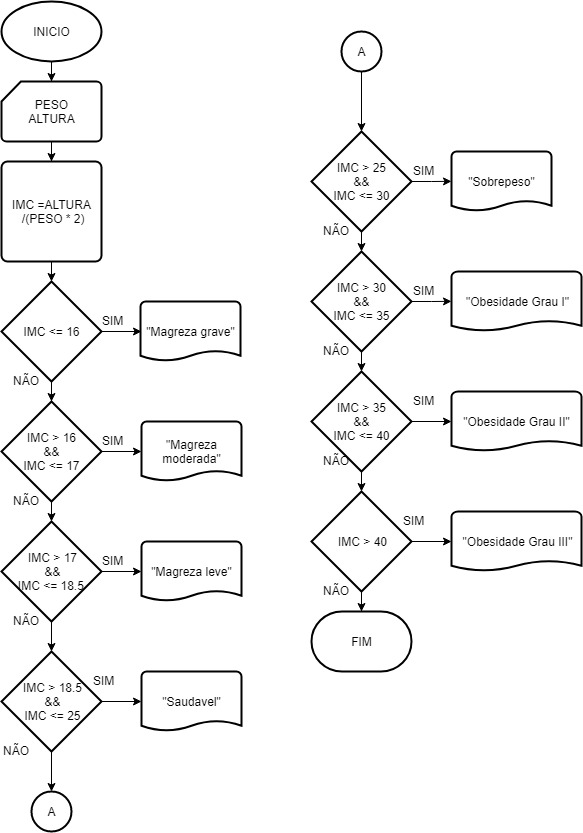 INICIO
PESO
ALTURA
IMC =ALTURA
/(PESO * 2)
IMC <= 16
SIM
"Magreza grave"
NÃO
IMC > 16
&&
IMC <= 17
SIM
"Magreza
moderada"
NÃO
IMC > 17
&&
IMC <= 18.5
SIM
"Magreza leve"
NÃO
IMC > 18.5
&&
IMC <= 25
SIM
"Saudavel"
NÃO
A
A
IMC > 25
&&
IMC <= 30
SIM
"Sobrepeso"
NÃO
IMC > 30
&&
IMC <= 35
SIM
"Obesidade Grau I"
NÃO
IMC > 35
&&
IMC <= 40
SIM
"Obesidade Grau II"
NÃO
IMC > 40
SIM
"Obesidade Grau III"
NÃO
FIM